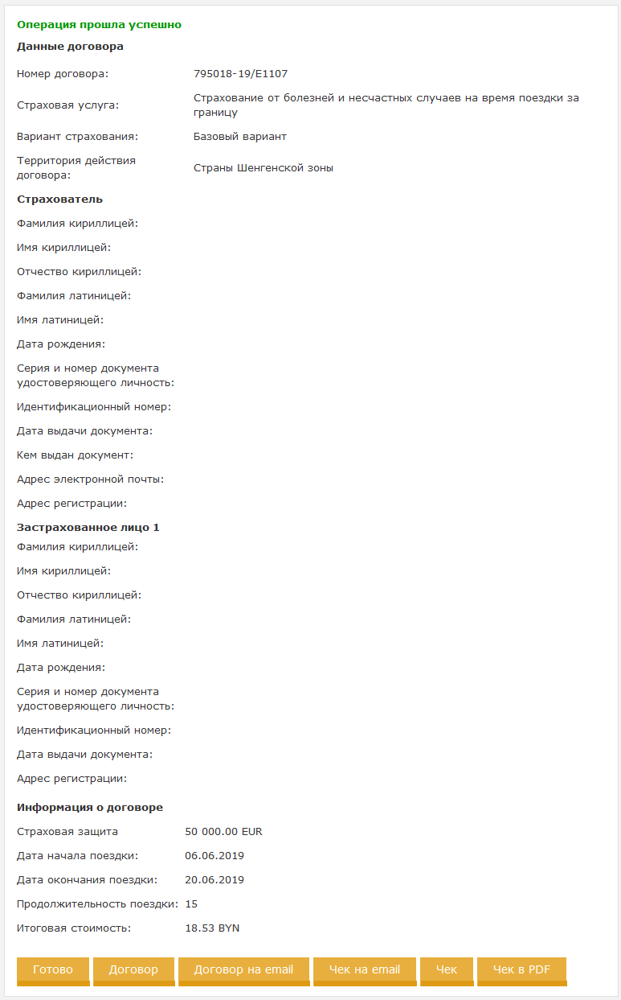 Операция прошла успешно
Данные договора
Номер договора: 795018-19/E1107
Страховая услуга: Страхование от болезней и несчастных случаев на время поездки за
границу
Вариант страхования: Базовый вариант
Территория действия
договора: Страны Шенгенской зоны
Страхователь
Фамилия кириллицей:
Имя кириллицей:
Отчество кириллицей:
Фамилия латиницей:
Имя латиницей:
Дата рождения:
Серия и номер документа
удостоверяющего личность:
Идентификационный номер:
Дата выдачи документа:
Кем выдан документ:
Адрес электронной почты:
Адрес регистрации:
Застрахованное лицо 1
Фамилия кириллицей:
Имя кириллицей:
Отчество кириллицей:
Фамилия латиницей:
Имя латиницей:
Дата рождения:
Серия и номер документа
удостоверяющего личность:
Идентификационный номер:
Дата выдачи документа:
Адрес регистрации:
Информация о договоре
Страховая защита 50 000.00 EUR
Дата начала поездки: 06.06.2019
Дата окончания поездки: 20.06.2019
Продолжительность поездки: 15
Итоговая стоимость: 18.53 BYN
Готово Договор Договор на email Чек на email Чек Чек в PDF